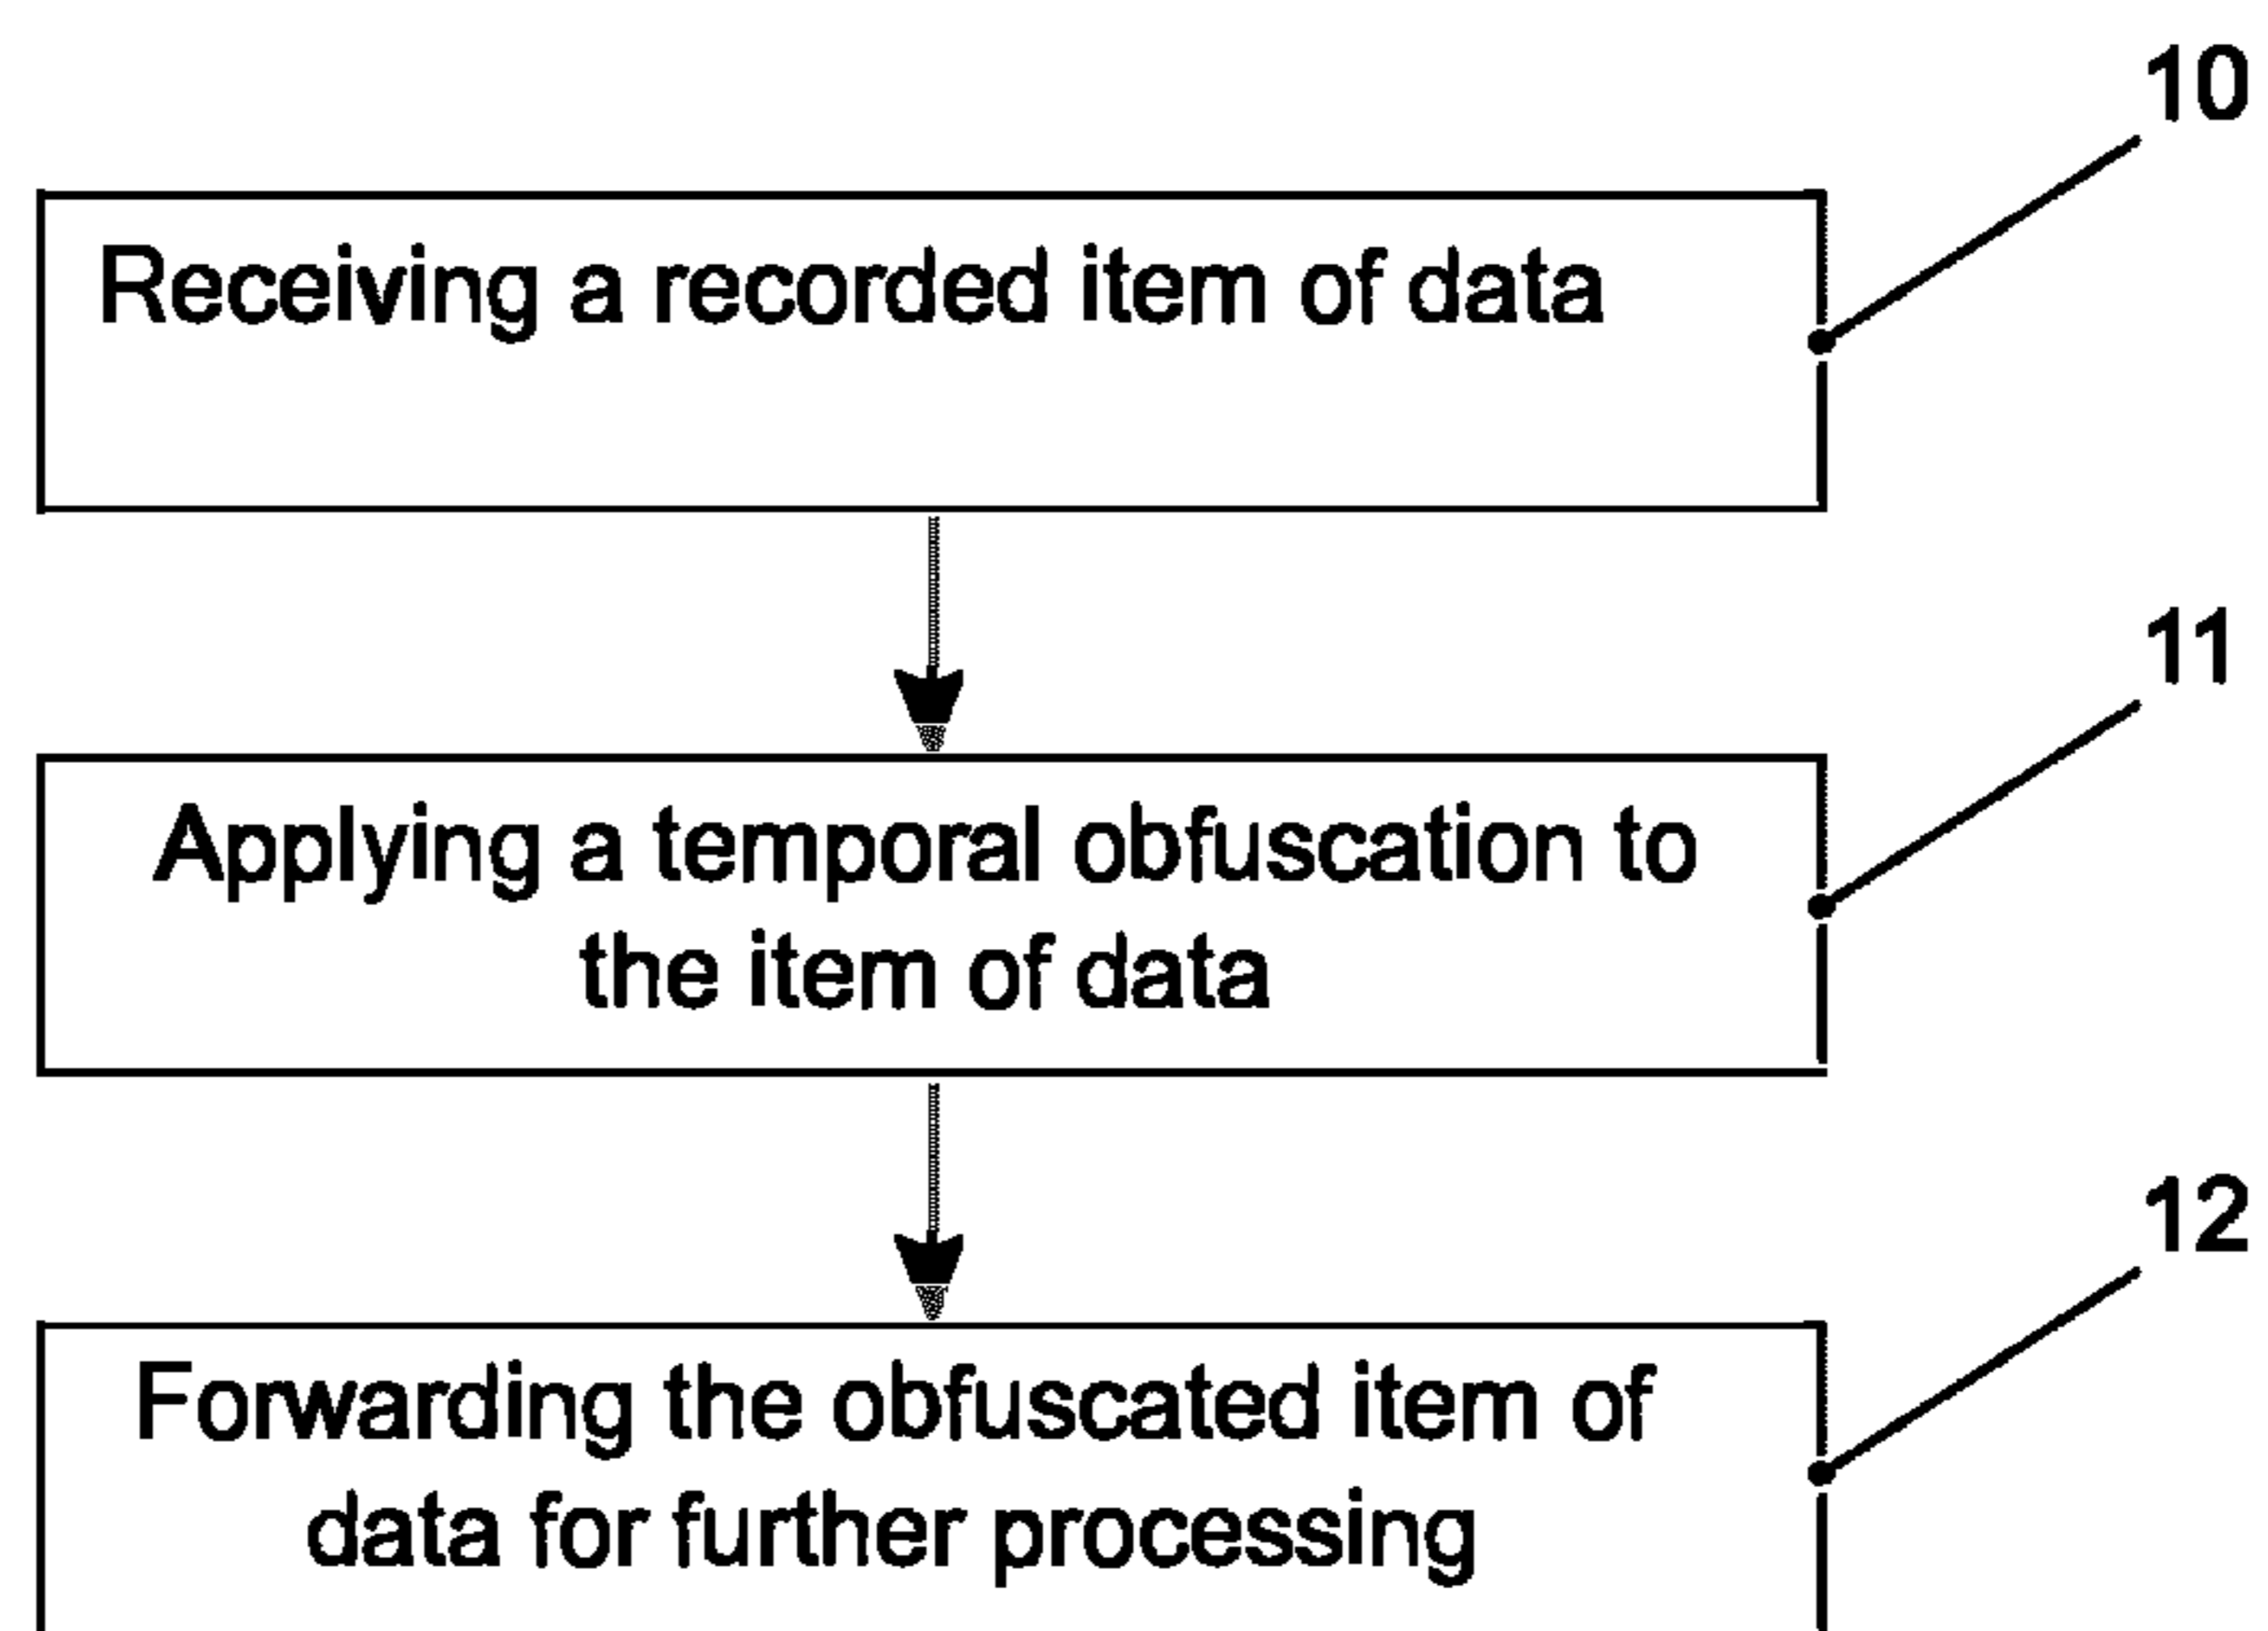 10
Receiving a recorded item of data
11
Applying a temporal obfuscation to
the item of data
12
Forwarding the obfuscated item of
data for further processing